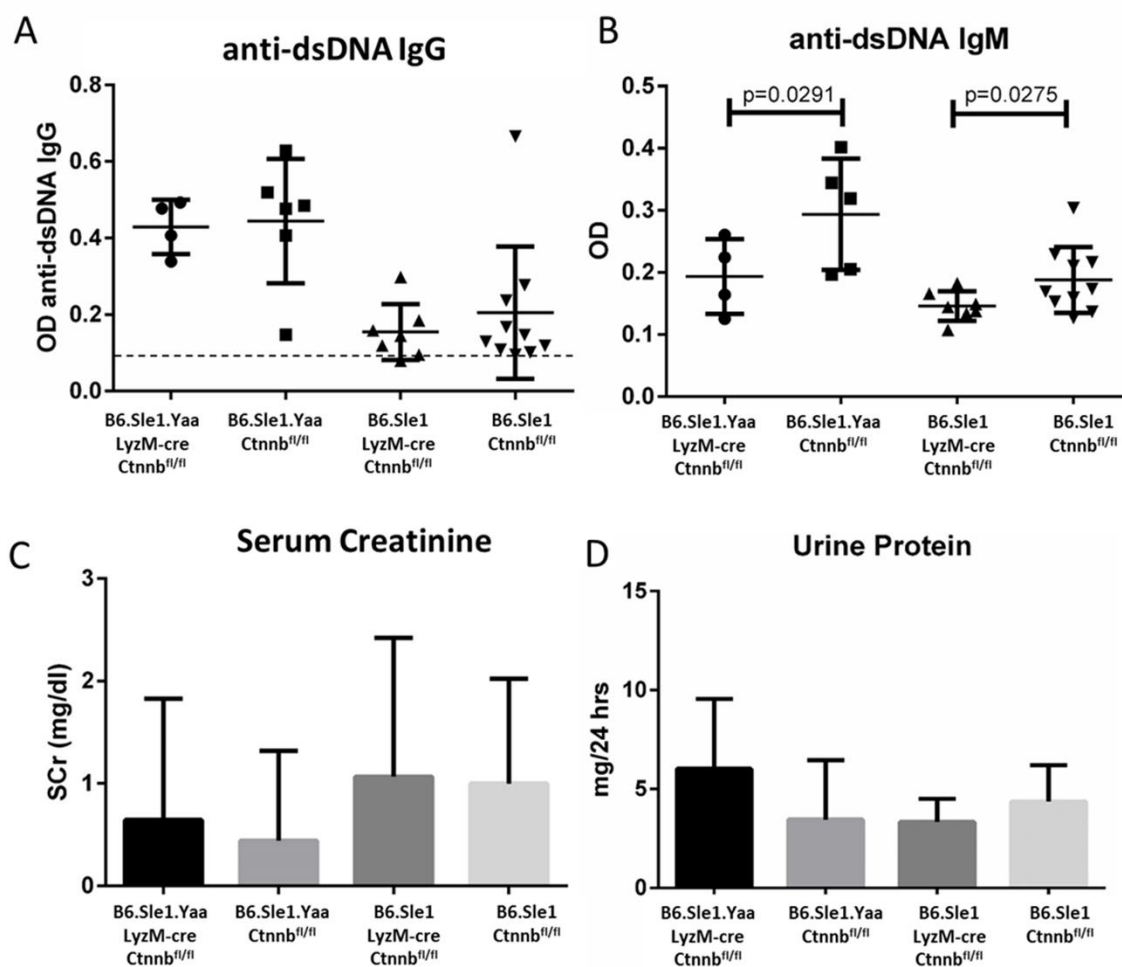 A
anti-dsDNA IgG
OD anti-dsDNA IgG
0.8
0.6
0.4
0.2
0.0
B6.Sle1.Yaa
LyzM-cre
Ctnnbfl/fl
B6.Sle1.Yaa
Ctnnbfl/fl
B6.Sle1
LyzM-cre
Ctnnbfl/fl
B6.Sle1
Ctnnbfl/fl
B
anti-dsDNA IgM
OD
0.5
0.4
0.3
0.2
0.1
0.0
p=0.0291
p=0.0275
B6.Sle1.Yaa
LyzM-cre
Ctnnbfl/fl
B6.Sle1.Yaa
Ctnnbfl/fl
B6.Sle1
LyzM-cre
Ctnnbfl/fl
B6.Sle1
Ctnnbfl/fl
C
Serum Creatinine
SCr (mg/dl)
3
2
1
0
B6.Sle1.Yaa
LyzM-cre
Ctnnbfl/fl
B6.Sle1.Yaa
Ctnnbfl/fl
B6.Sle1
LyzM-cre
Ctnnbfl/fl
B6.Sle1
Ctnnbfl/fl
D
Urine Protein
mg/24 hrs
15
10
5
0
B6.Sle1.Yaa
LyzM-cre
Ctnnbfl/fl
B6.Sle1.Yaa
Ctnnbfl/fl
B6.Sle1
LyzM-cre
Ctnnbfl/fl
B6.Sle1
Ctnnbfl/fl